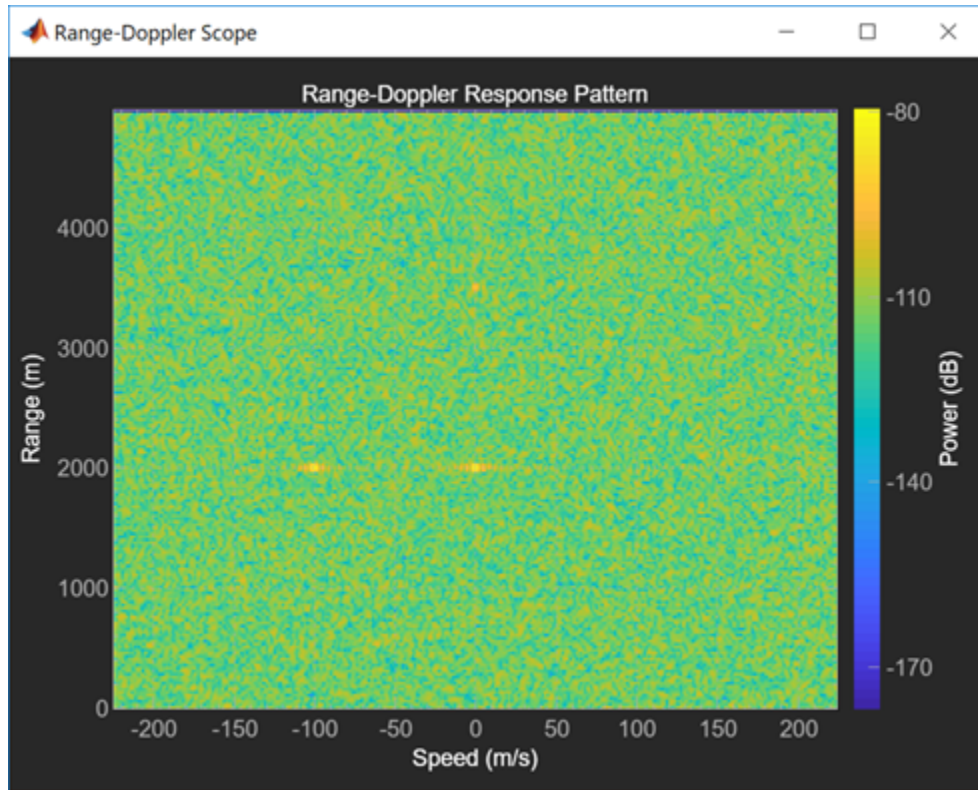 Range-Doppler Scope
Range-Doppler Response Pattern
-80
4000
-110
3000
Range (m)
Power (dB)
2000
-140
1000
-170
0
-200 -150 -100 -50 0 50 100 150 200
Speed (m/s)